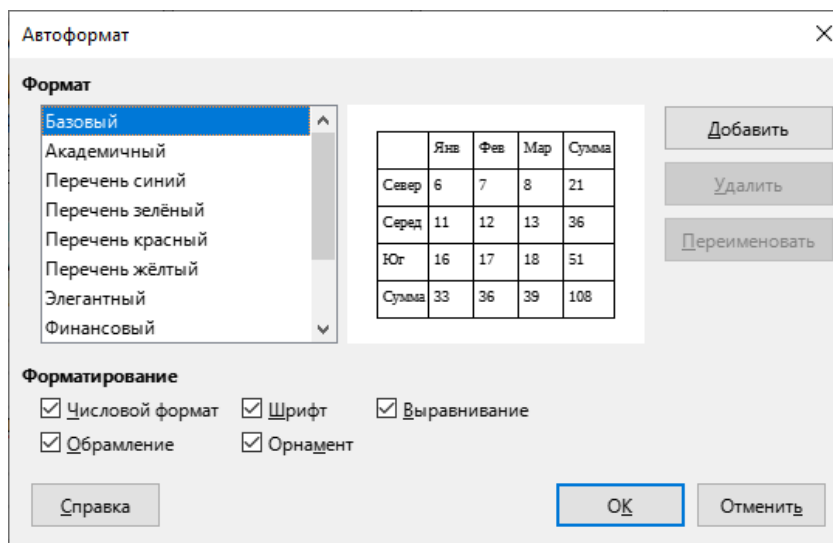 Автоформат
Формат
Базовый
Академичный
Перечень синий
Перечень зелёный
Перечень красный
Перечень жёлтый
Элегантный
Финансовый
Янв Фев Мар Сумма
Север 6 7 8 21
Серед 11 12 13 36
Юг 16 17 18 51
Сумма 33 36 39 108
Добавить
Удалить
Переименовать
Форматирование
Числовой формат Шрифт Выравнивание
Обрамление Орнамент
Справка OK Отменить